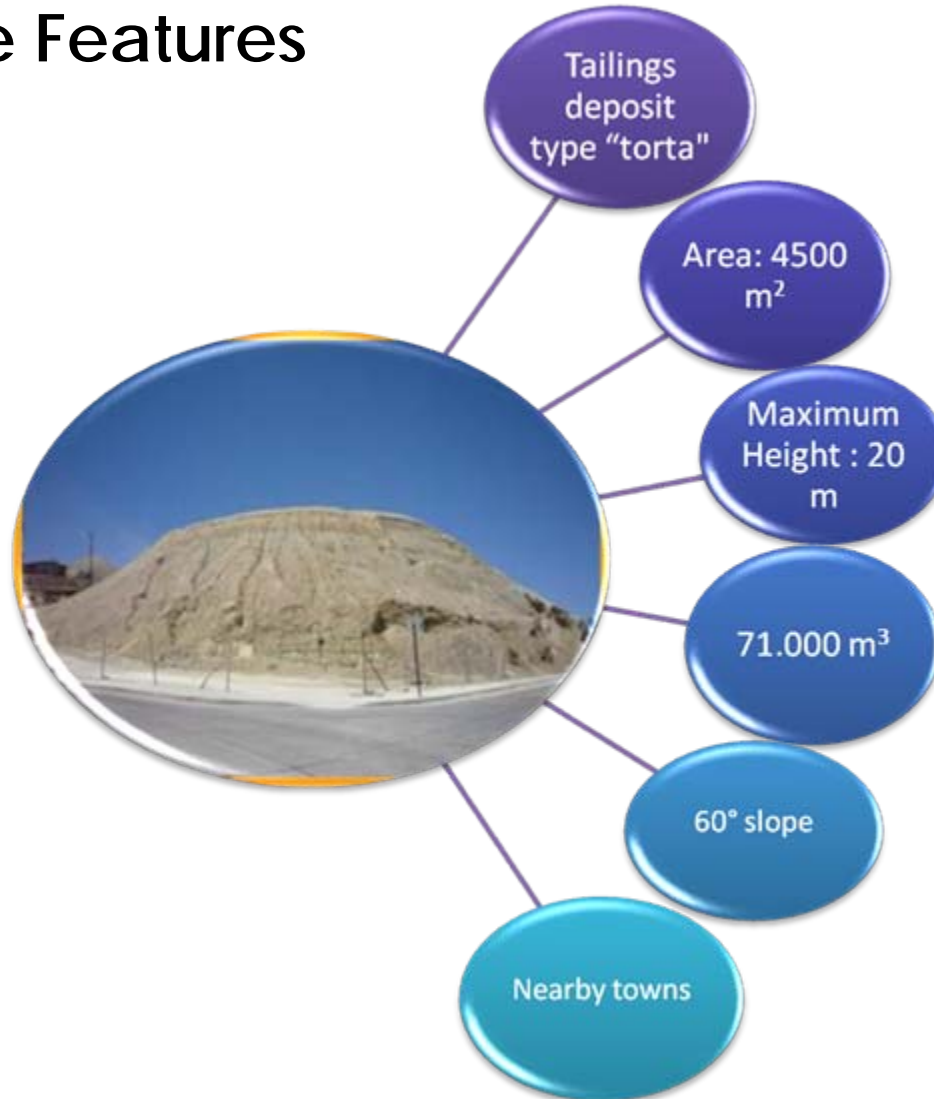 e Features
Tailings
deposit
type “torta"
Area: 4500
m²
Maximum
Height : 20
m
71.000 m³
60° slope
Nearby towns